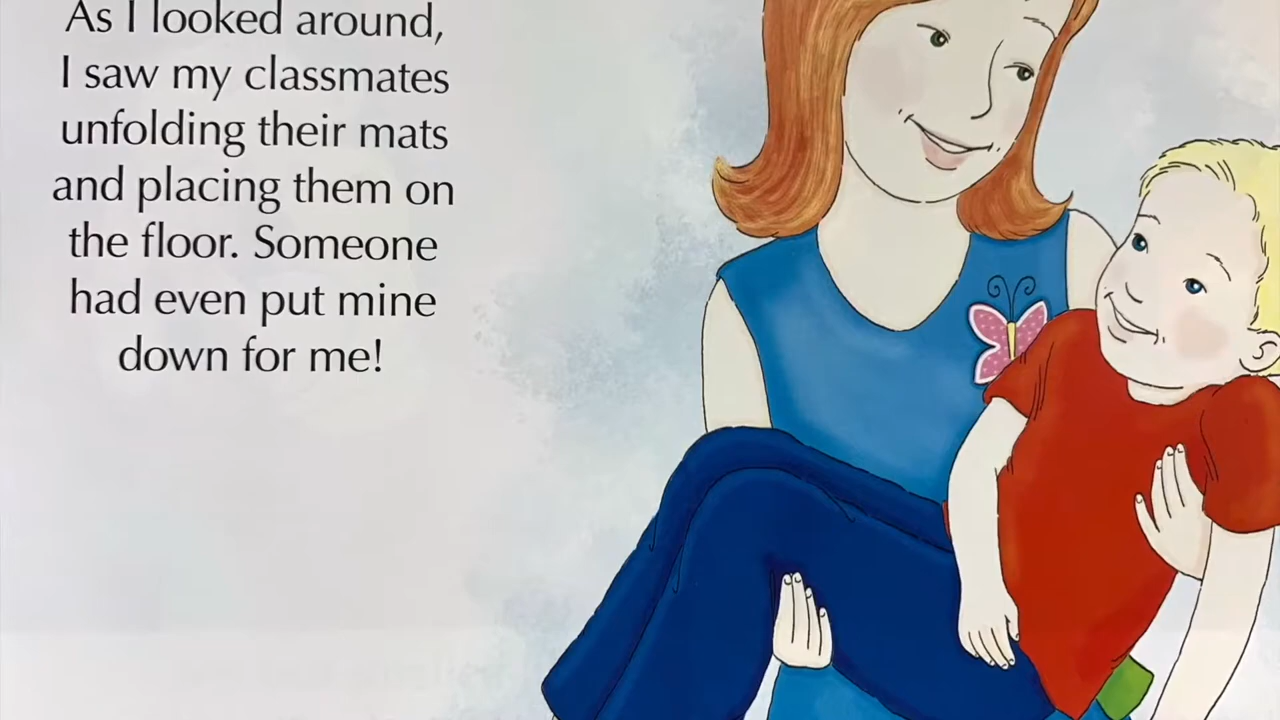 As I looked around,
I saw my classmates
unfolding their mats
and placing them on
the floor. Someone
had even put mine
down for me!